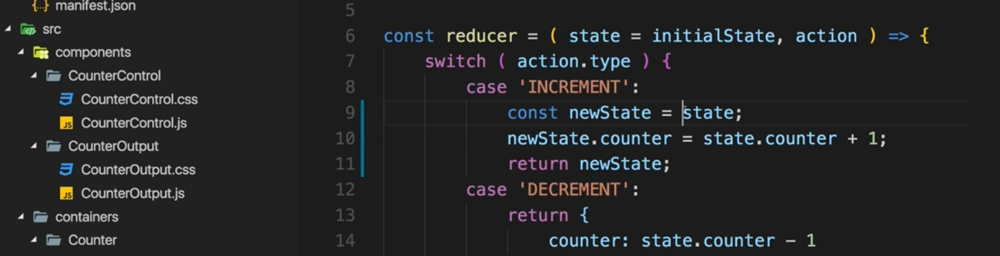 manifest.json
src
components
CounterControl
CounterControl.css
JS CounterControl.js
CounterOutput
CounterOutput.css
JS CounterOutput.js
containers
Counter
5
6 const reducer = ( state = initialState, action ) => {
7 switch ( action.type ) {
8 case 'INCREMENT':
9 const newState = state;
10 newState.counter = state.counter + 1;
11 return newState;
12 case 'DECREMENT':
13 return {
14 counter: state.counter - 1